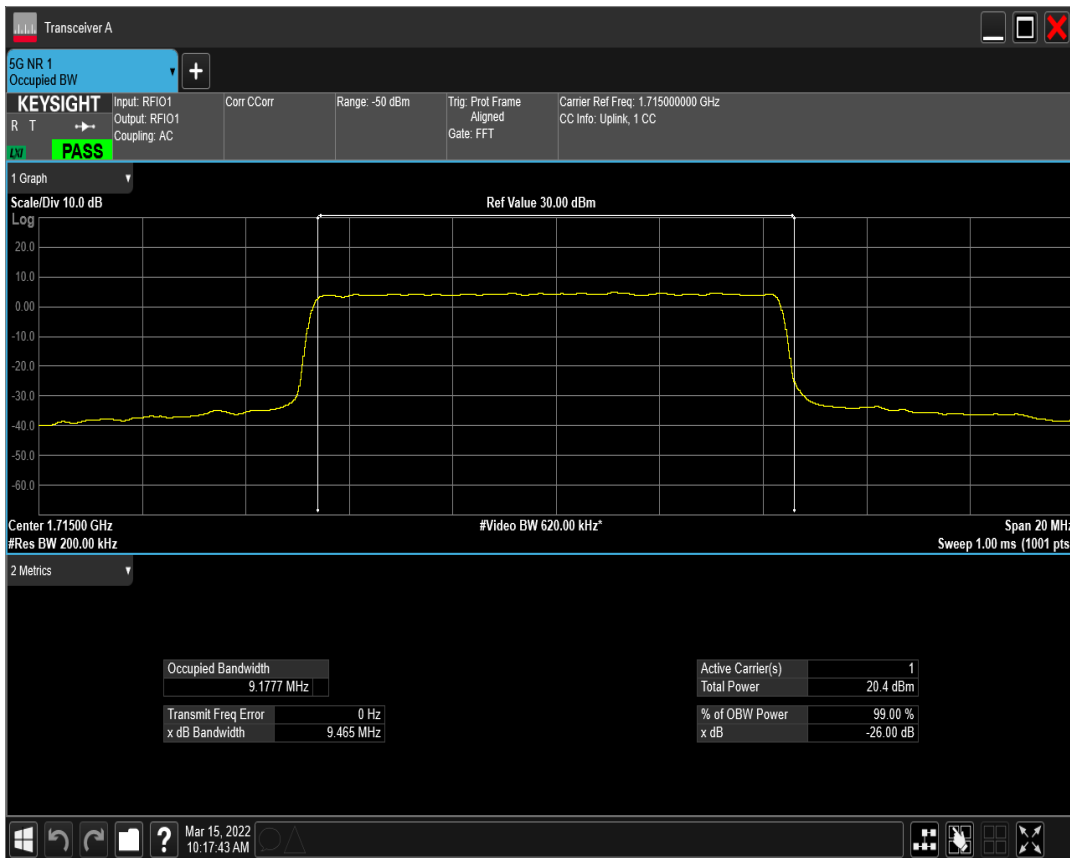 Transceiver A
5G NR 1
Occupied BW
+
KEYSIGHT
R T
LXI
PASS
Input: RFIO1
Output: RFIO1
Coupling: AC
Corr CCorr
Range: -50 dBm
Trig: Prot Frame
Aligned
Gate: FFT
Carrier Ref Freq: 1.715000000 GHz
CC Info: Uplink, 1 CC
1 Graph
Scale/Div 10.0 dB
Ref Value 30.00 dBm
Log
20.0
10.0
0.00
-10.0
-20.0
-30.0
-40.0
-50.0
-60.0
Center 1.71500 GHz
#Video BW 620.00 kHz*
Span 20 MHz
#Res BW 200.00 kHz
Sweep 1.00 ms (1001 pts
2 Metrics
Occupied Bandwidth
9.1777 MHz
Transmit Freq Error 0 Hz
x dB Bandwidth 9.465 MHz
Active Carrier(s) 1
Total Power 20.4 dBm
% of OBW Power 99.00 %
x dB -26.00 dB
?
Mar 15, 2022
10:17:43 AM